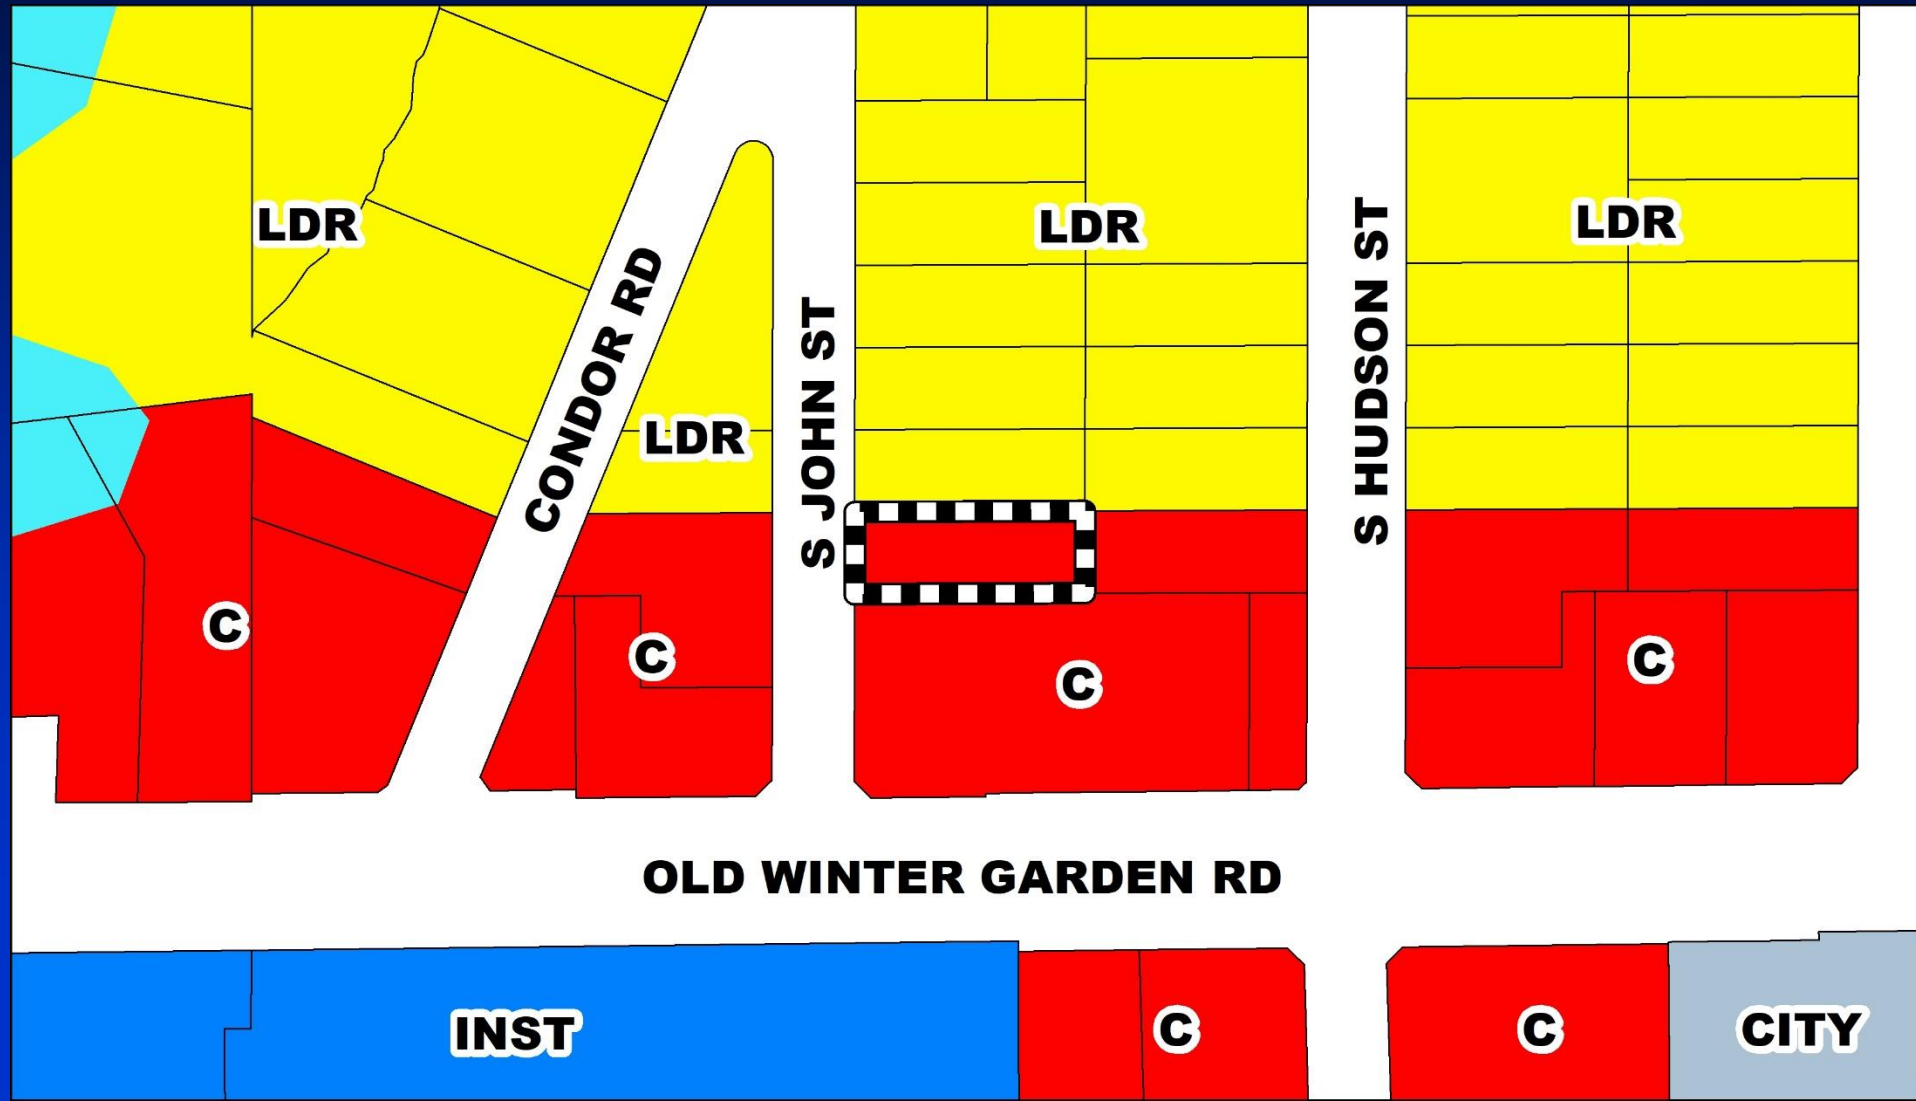 LDR
LDR
LDR
CONDOR RD
S JOHN ST
S HUDSON ST
LDR
C
C
C
C
OLD WINTER GARDEN RD
INST
C
C
CITY